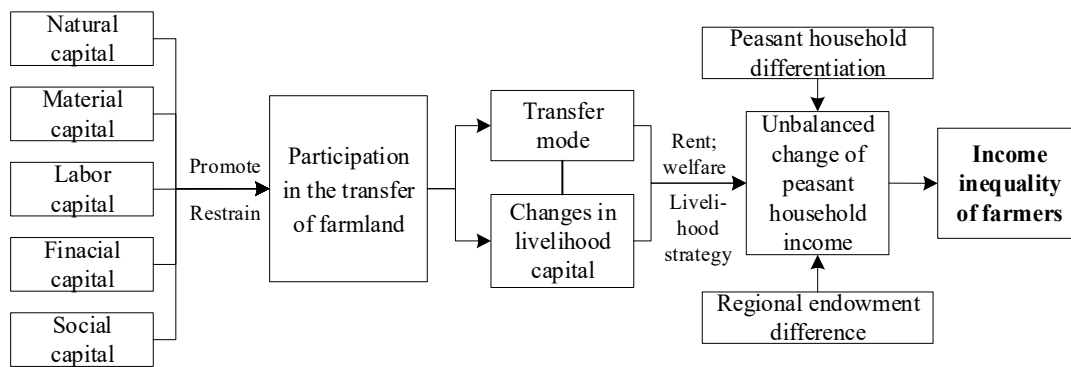 Natural
capital
Material
capital
Labor
capital
Finacial
capital
Social
capital
Promote
Restrain
Participation
in the transfer
of farmland
Transfer
mode
Changes in
livelihood
capital
Rent;
welfare
Liveli-
hood
strategy
Peasant household
differentiation
Unbalanced
change of
peasant
household
income
Regional endowment
difference
Income
inequality
of farmers